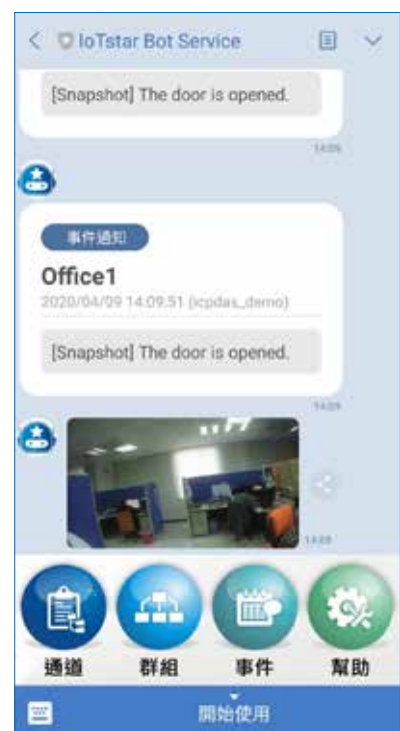 IoTstar Bot Service
[Snapshot] The door is opened.
14:09
事件通知
Office1
2020/04/09 14:09:51 (icpdas_demo)
[Snapshot] The door is opened.
14:09
14:09
通道 群組 事件 幫助
開始使用